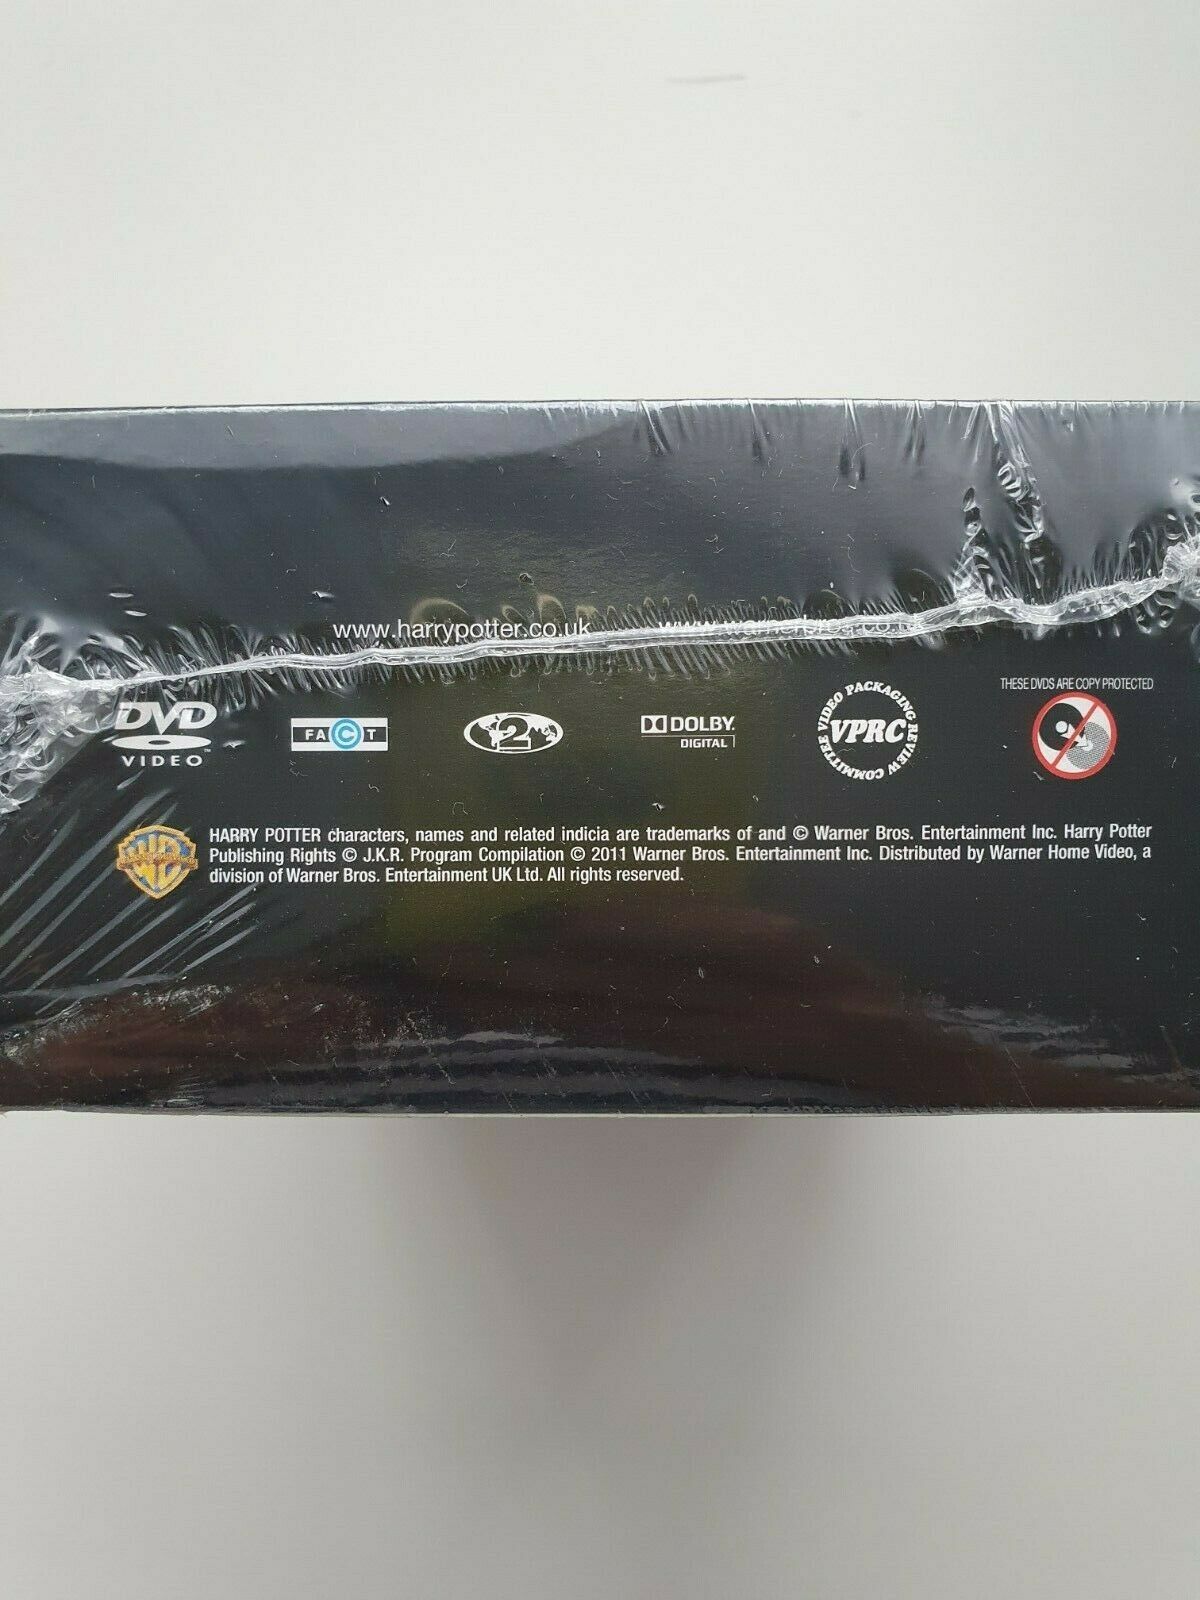 www.harrypotter.co.uk
DVD
VIDEO
TM
FACT
2
DOLBY
DIGITAL
VIDEO PACKAGING REVIEW COMMITTEE
VPRC
THESE DVDS ARE COPY PROTECTED
HARRY POTTER characters, names and related indicia are trademarks of and © Warner Bros. Entertainment Inc. Harry Potter
Publishing Rights © J.K.R. Program Compilation © 2011 Warner Bros. Entertainment Inc. Distributed by Warner Home Video, a
division of Warner Bros. Entertainment UK Ltd. All rights reserved.
WB